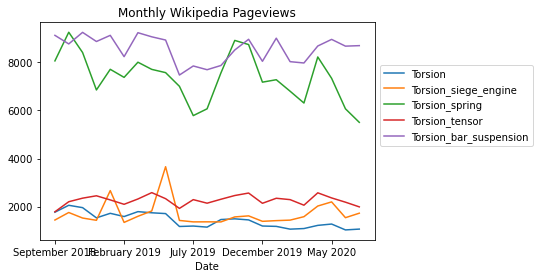 Monthly Wikipedia Pageviews
8000
6000
4000
2000
September 2018 February 2019 July 2019 December 2019 May 2020
Date
Torsion
Torsion_siege_engine
Torsion_spring
Torsion_tensor
Torsion_bar_suspension